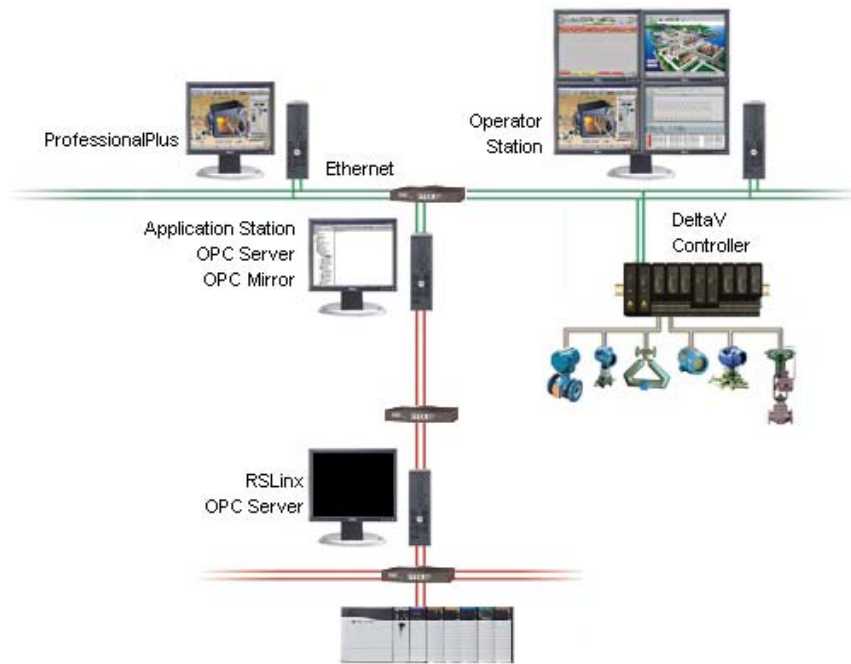 ProfessionalPlus
Operator
Station
Ethernet
Application Station
OPC Server
OPC Mirror
DeltaV
Controller
RSLinx
OPC Server